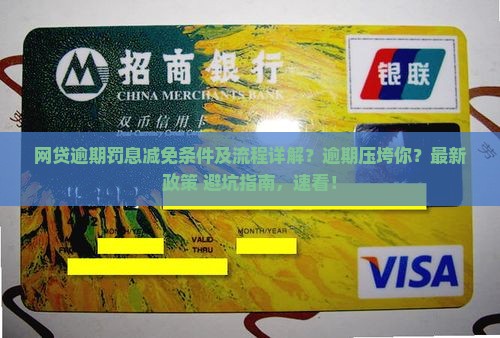 招商银行
银联
CHINA MERCHANTS BANK
双币信用卡
网贷逾期罚息减免条件及流程详解？逾期压垮你？最新
政策 避坑指南，速看！
MONTH/YEAR
MONTH/YEAR
VALID
THRU
VISA